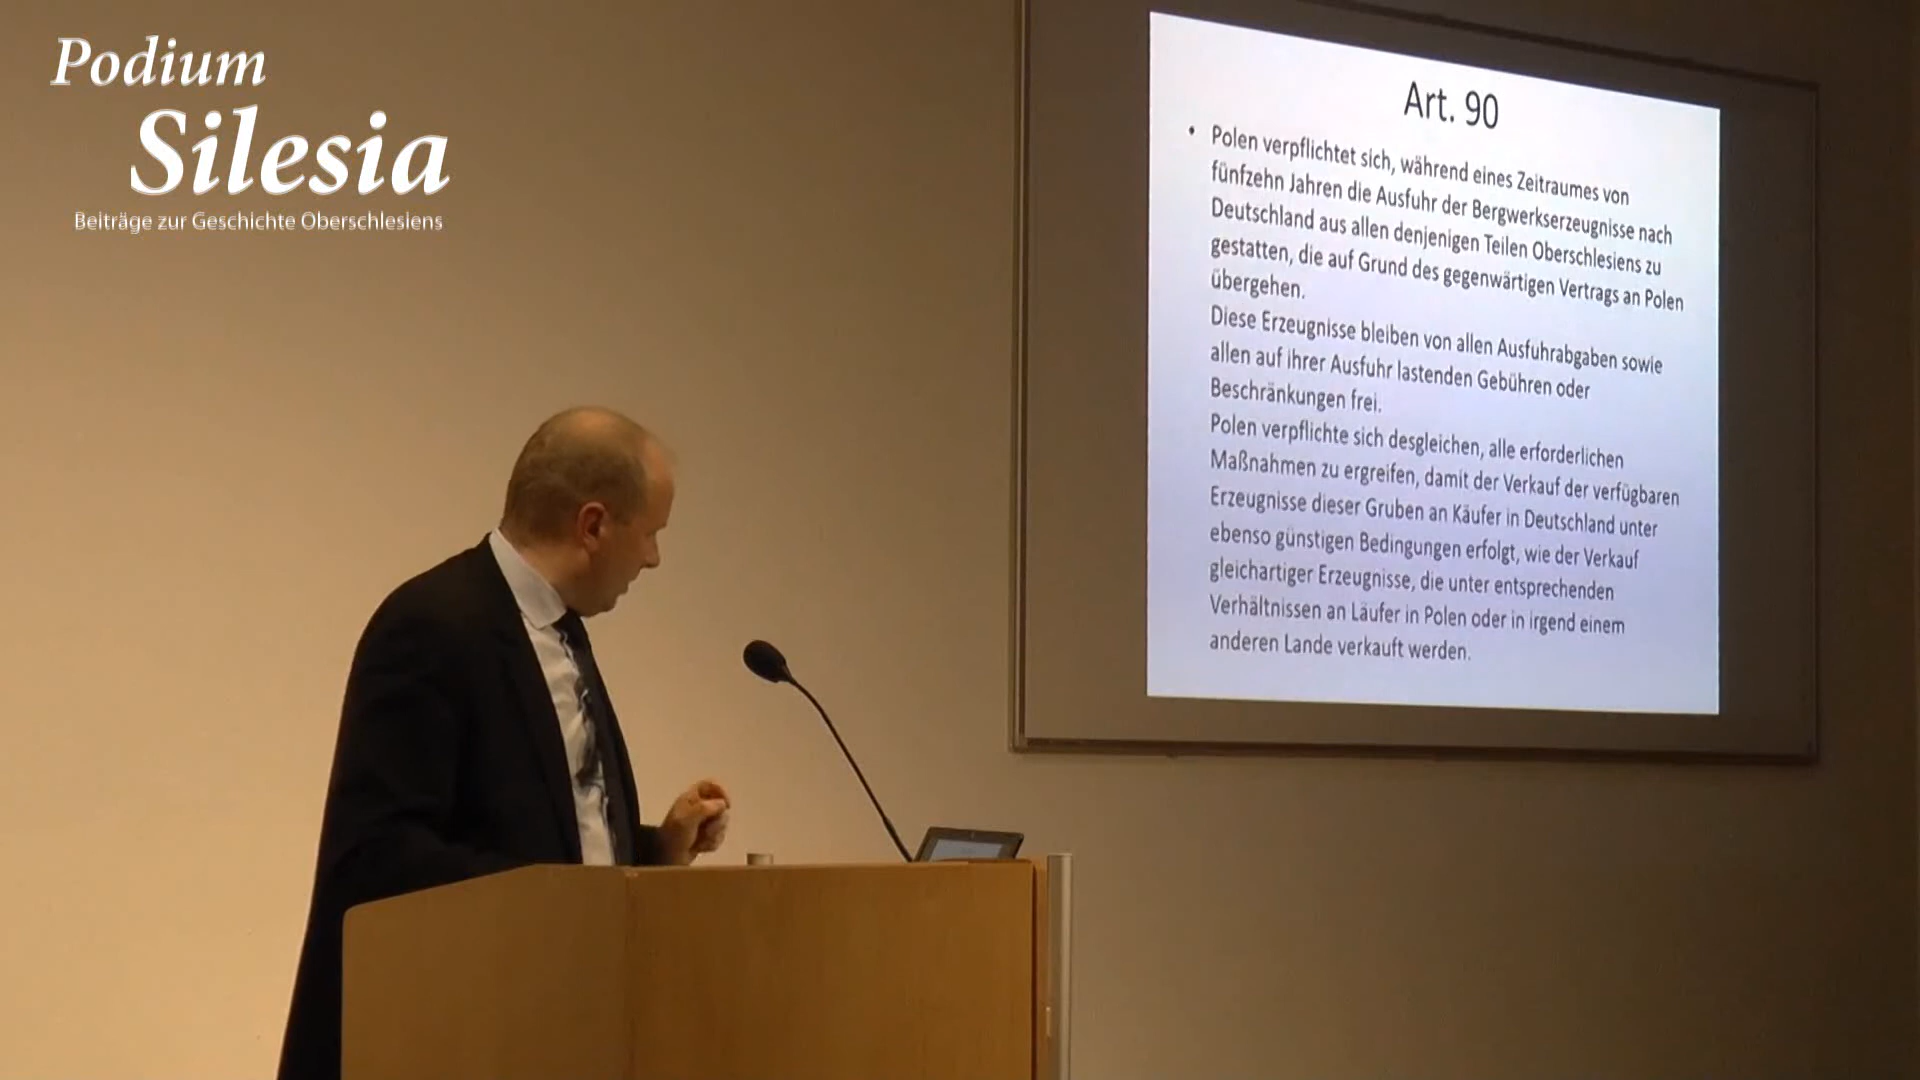 Podium
Silesia
Beiträge zur Geschichte Oberschlesiens
Art. 90
• Polen verpflichtet sich, während eines Zeitraumes von
fünfzehn Jahren die Ausfuhr der Bergwerkserzeugnisse nach
Deutschland aus allen denjenigen Teilen Oberschlesiens zu
gestatten, die auf Grund des gegenwärtigen Vertrags an Polen
übergehen.
Diese Erzeugnisse bleiben von allen Ausfuhrabgaben sowie
allen auf ihrer Ausfuhr lastenden Gebühren oder
Beschränkungen frei.
Polen verpflichte sich desgleichen, alle erforderlichen
Maßnahmen zu ergreifen, damit der Verkauf der verfügbaren
Erzeugnisse dieser Gruben an Käufer in Deutschland unter
ebenso günstigen Bedingungen erfolgt, wie der Verkauf
gleichartiger Erzeugnisse, die unter entsprechenden
Verhältnissen an Läufer in Polen oder in irgend einem
anderen Lande verkauft werden.